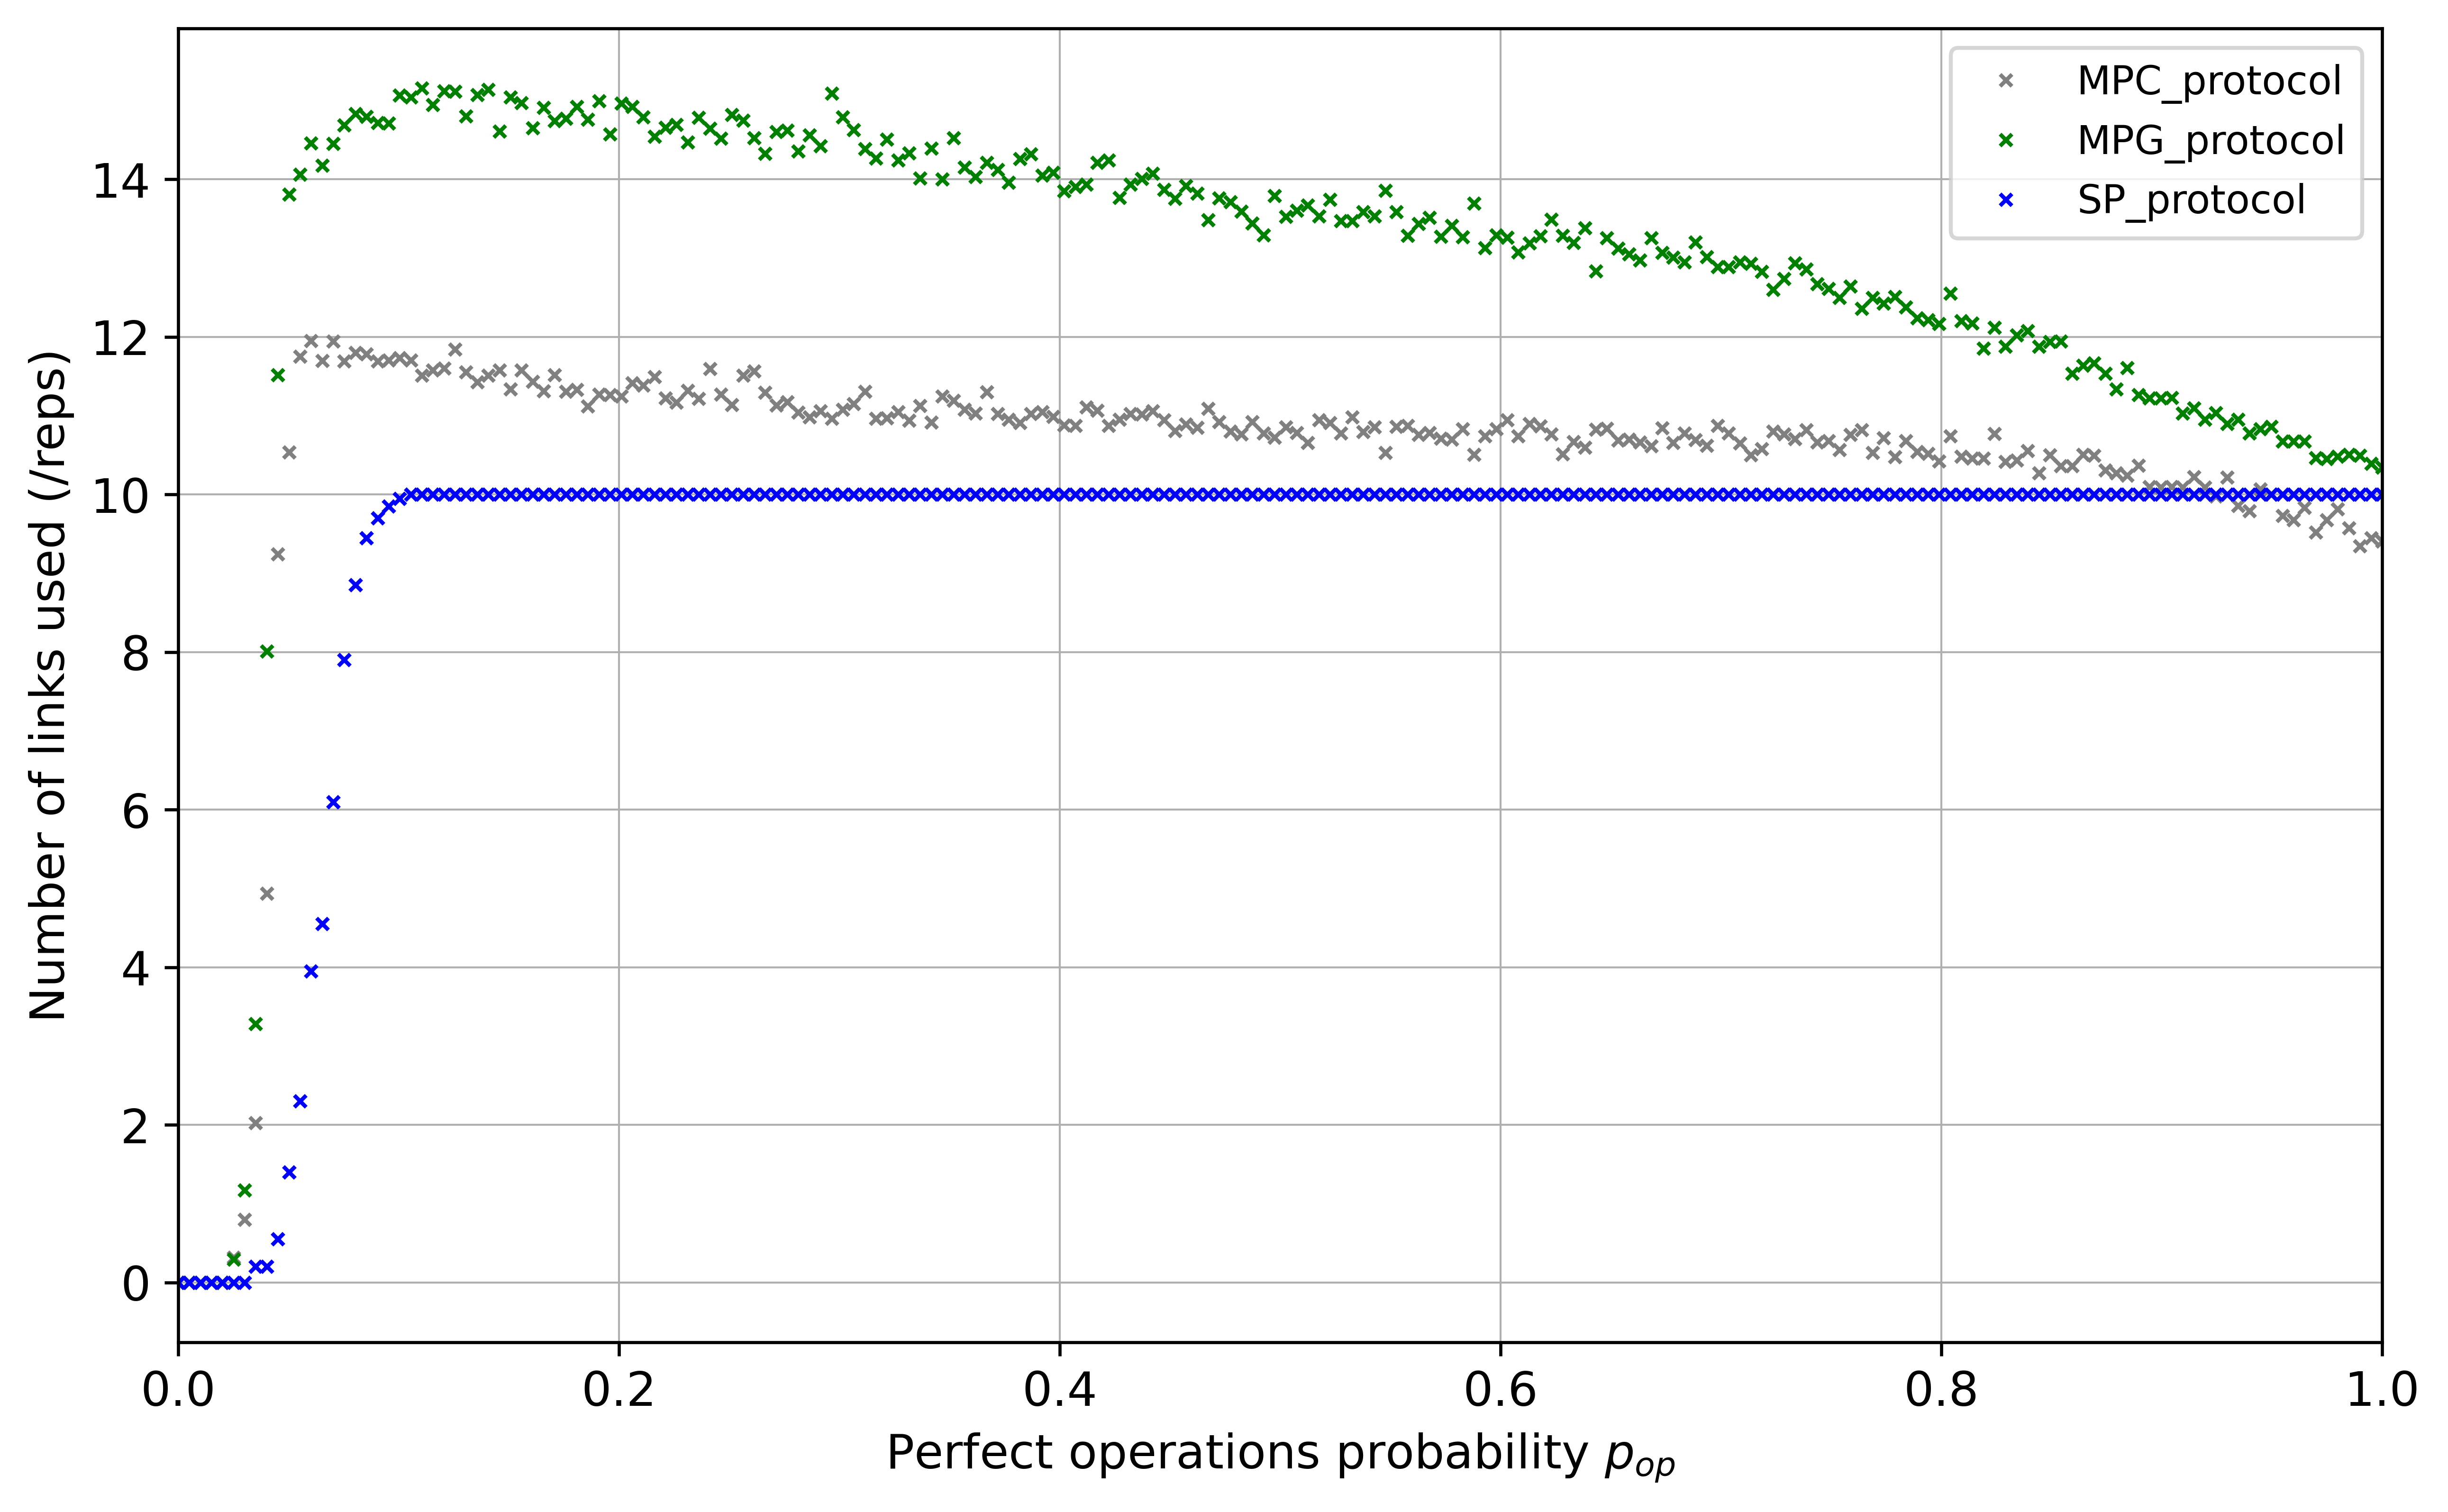 MPC_protocol
MPG_protocol
SP_protocol
Number of links used (/reps)
14
12
10
8
6
4
2
0
0.0 0.2 0.4 0.6 0.8 1.0
Perfect operations probability p_op